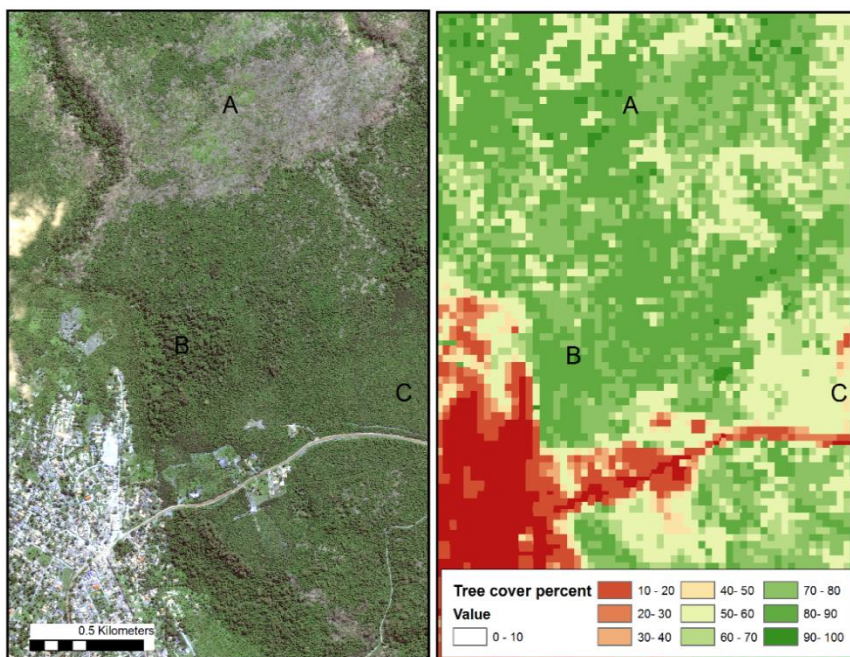 A
B
C
0.5 Kilometers
A
B
C
Tree cover percent
Value
0 - 10
10 - 20
20 - 30
30 - 40
40- 50
50 - 60
60 - 70
70 - 80
80 - 90
90- 100